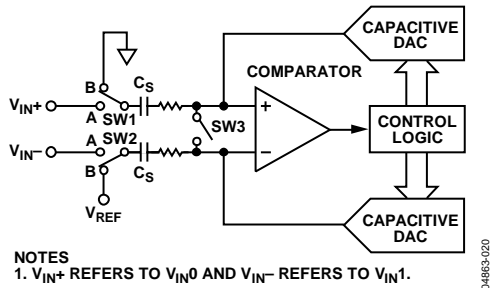 CAPACITIVE
DAC
COMPARATOR
B
CS
VIN+
A
SW1
+
SW3
CONTROL
LOGIC
VIN–
A
SW2
–
B
CS
VREF
CAPACITIVE
DAC
NOTES
1. VIN+ REFERS TO VIN0 AND VIN– REFERS TO VIN1.
04863-020